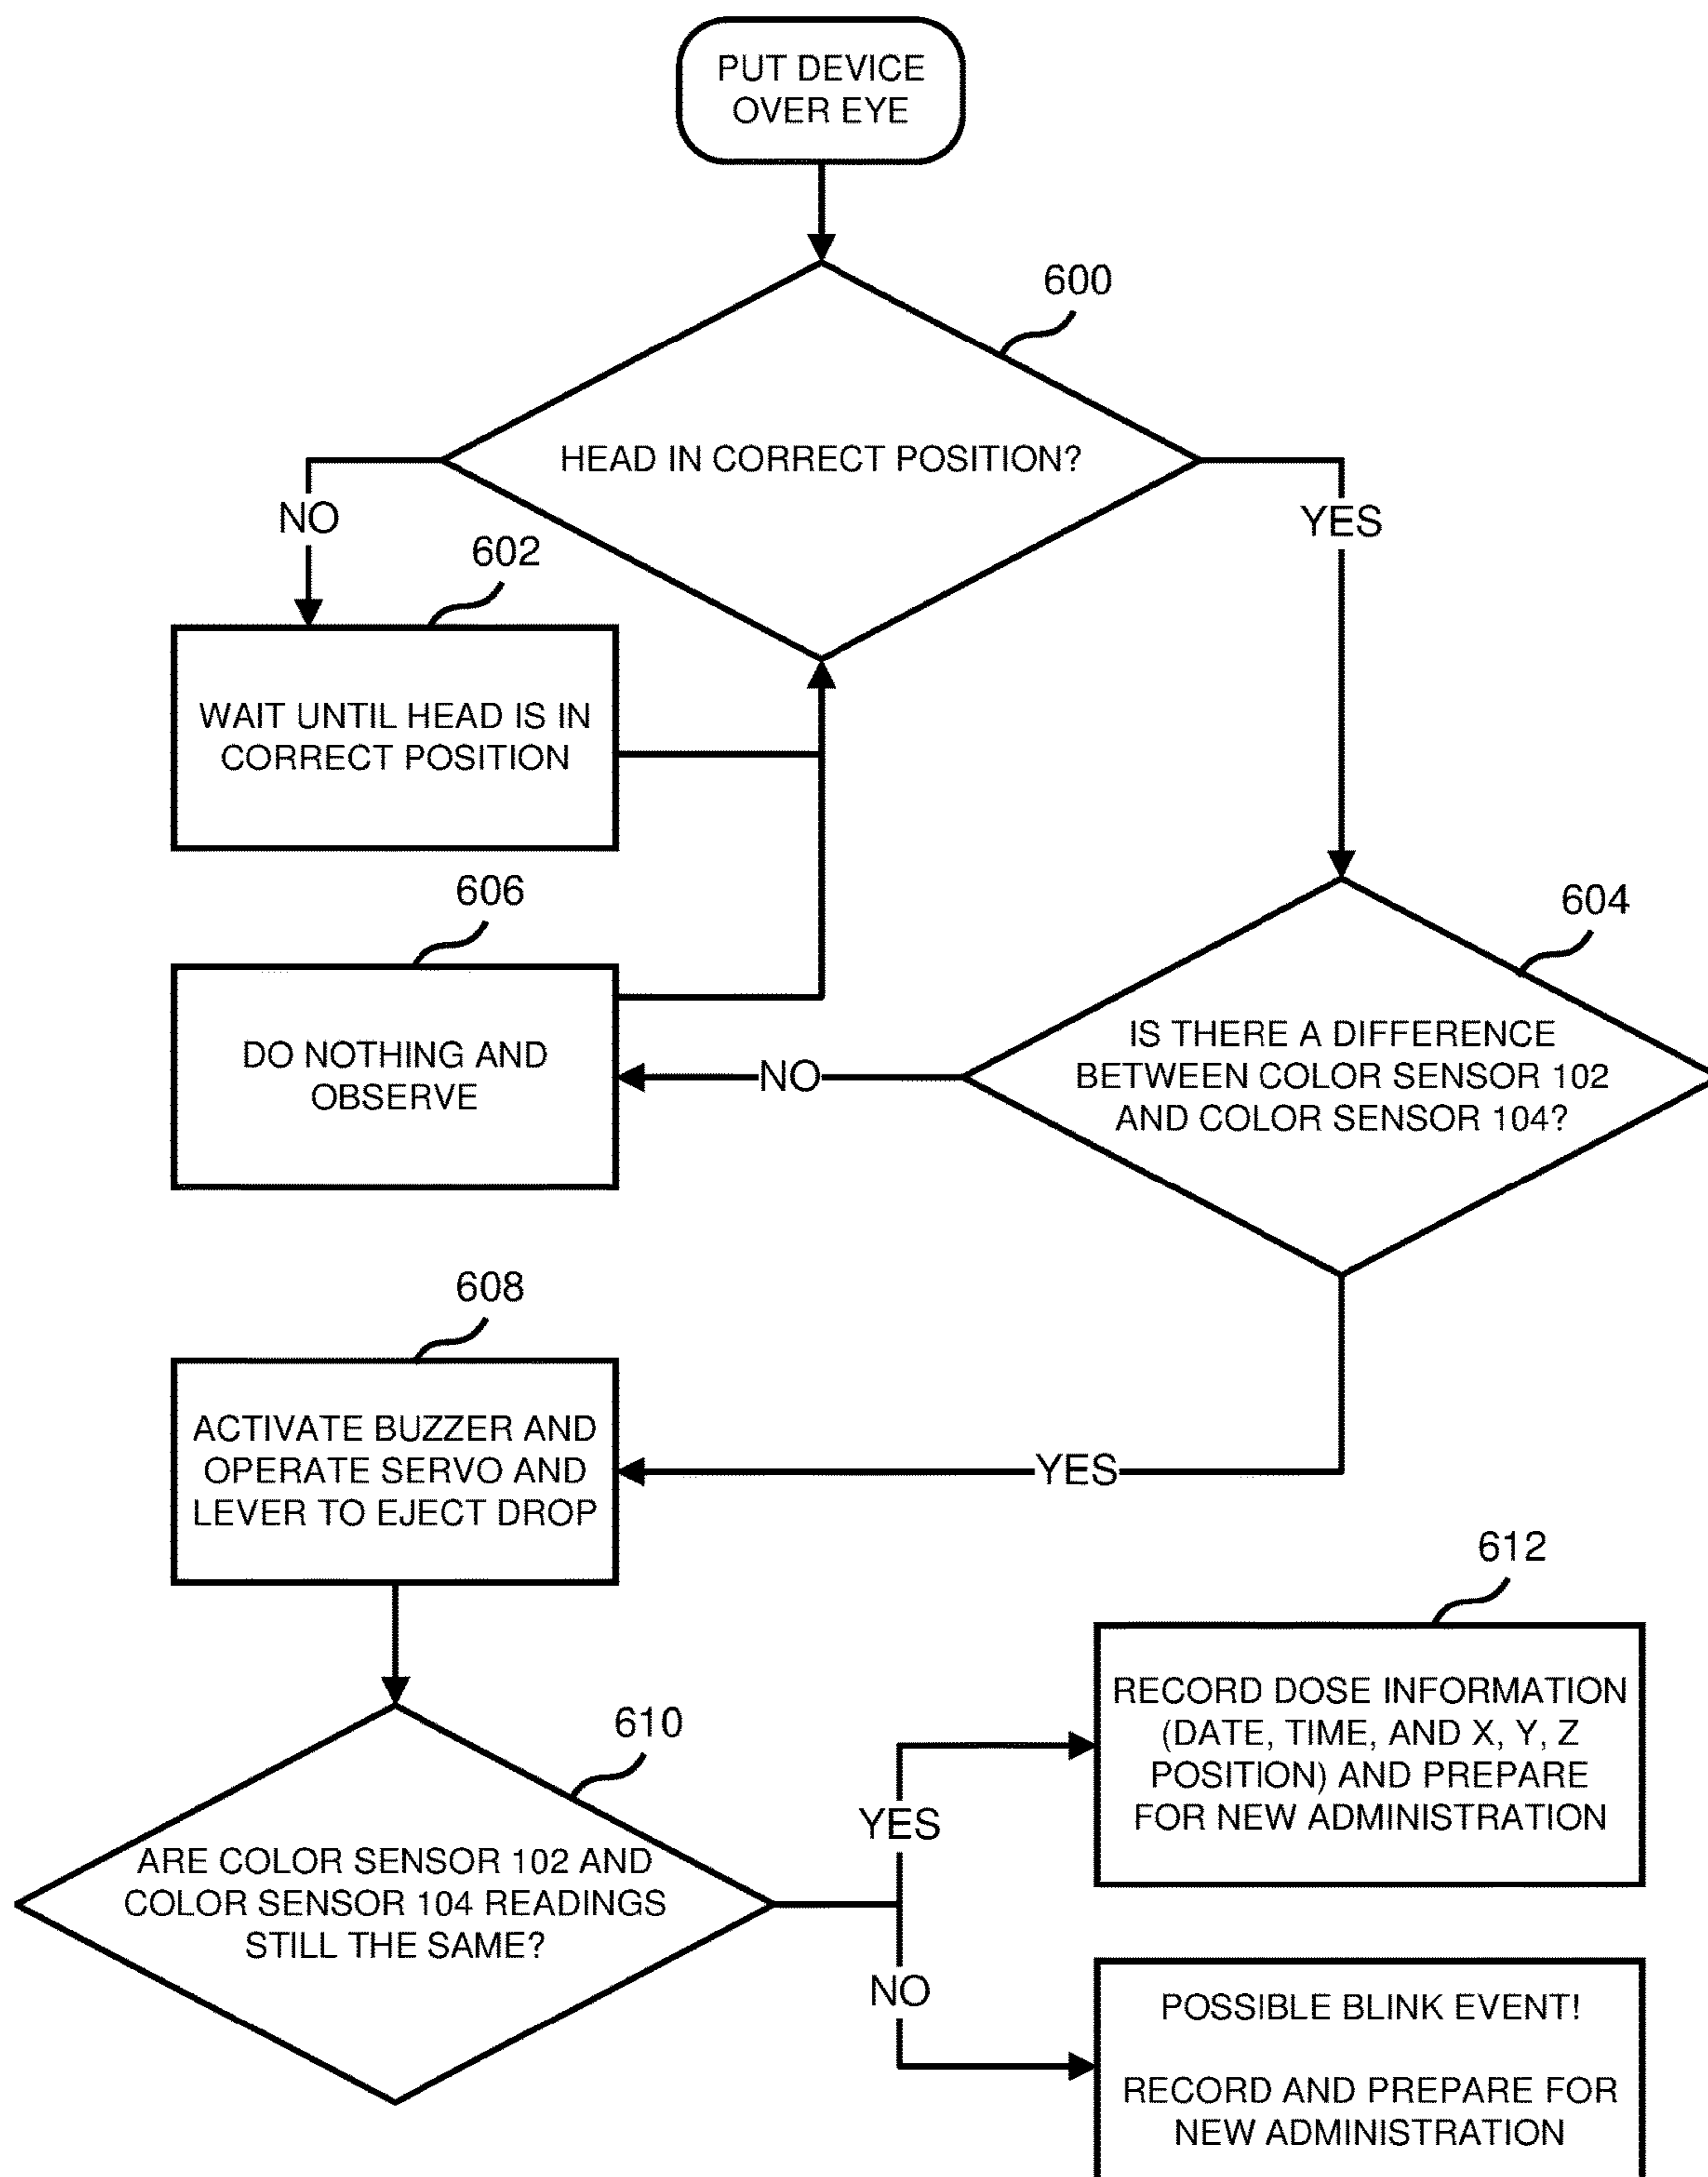 PUT DEVICE
OVER EYE
600
HEAD IN CORRECT POSITION?
NO
YES
602
WAIT UNTIL HEAD IS IN
CORRECT POSITION
606
DO NOTHING AND
OBSERVE
604
IS THERE A DIFFERENCE
BETWEEN COLOR SENSOR 102
AND COLOR SENSOR 104?
NO
608
ACTIVATE BUZZER AND
OPERATE SERVO AND
LEVER TO EJECT DROP
YES
610
ARE COLOR SENSOR 102 AND
COLOR SENSOR 104 READINGS
STILL THE SAME?
YES
612
RECORD DOSE INFORMATION
(DATE, TIME, AND X, Y, Z
POSITION) AND PREPARE
FOR NEW ADMINISTRATION
NO
POSSIBLE BLINK EVENT!
RECORD AND PREPARE FOR
NEW ADMINISTRATION